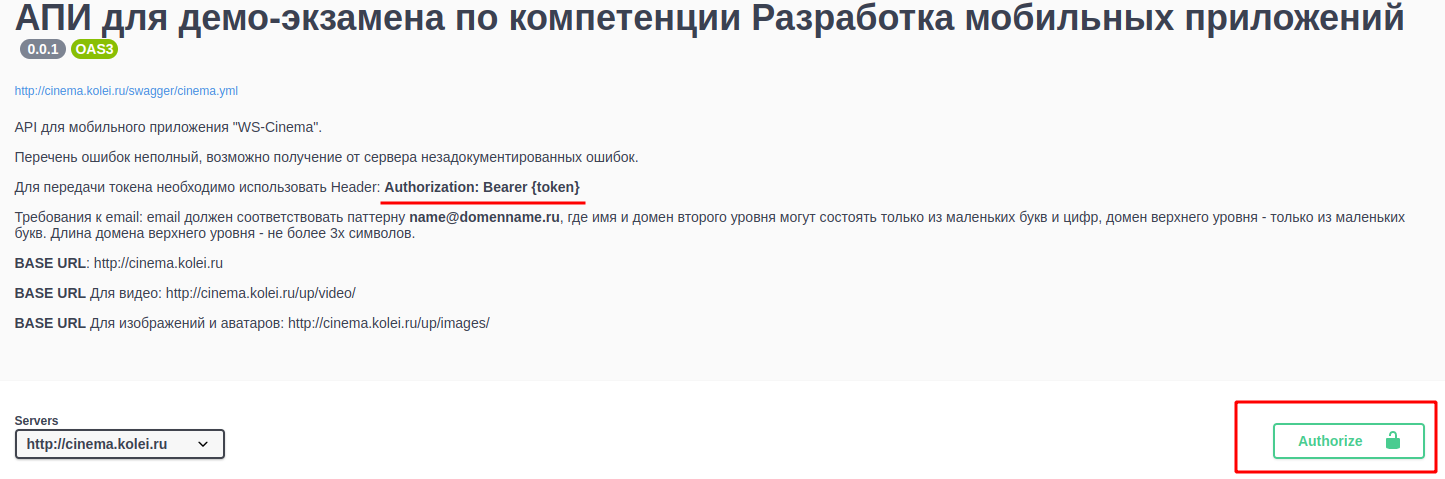 АПИ для демо-экзамена по компетенции Разработка мобильных приложений
0.0.1 OAS3
http://cinema.kolei.ru/swagger/cinema.yml
API для мобильного приложения "WS-Cinema".
Перечень ошибок неполный, возможно получение от сервера незадокументированных ошибок.
Для передачи токена необходимо использовать Header: Authorization: Bearer {token}
Требования к email: email должен соответствовать паттерну name@domenname.ru, где имя и домен второго уровня могут состоять только из маленьких букв и цифр, домен верхнего уровня - только из маленьких
букв. Длина домена верхнего уровня - не более 3х символов.
BASE URL: http://cinema.kolei.ru
BASE URL Для видео: http://cinema.kolei.ru/up/video/
BASE URL Для изображений и аватаров: http://cinema.kolei.ru/up/images/
Servers
http://cinema.kolei.ru
Authorize